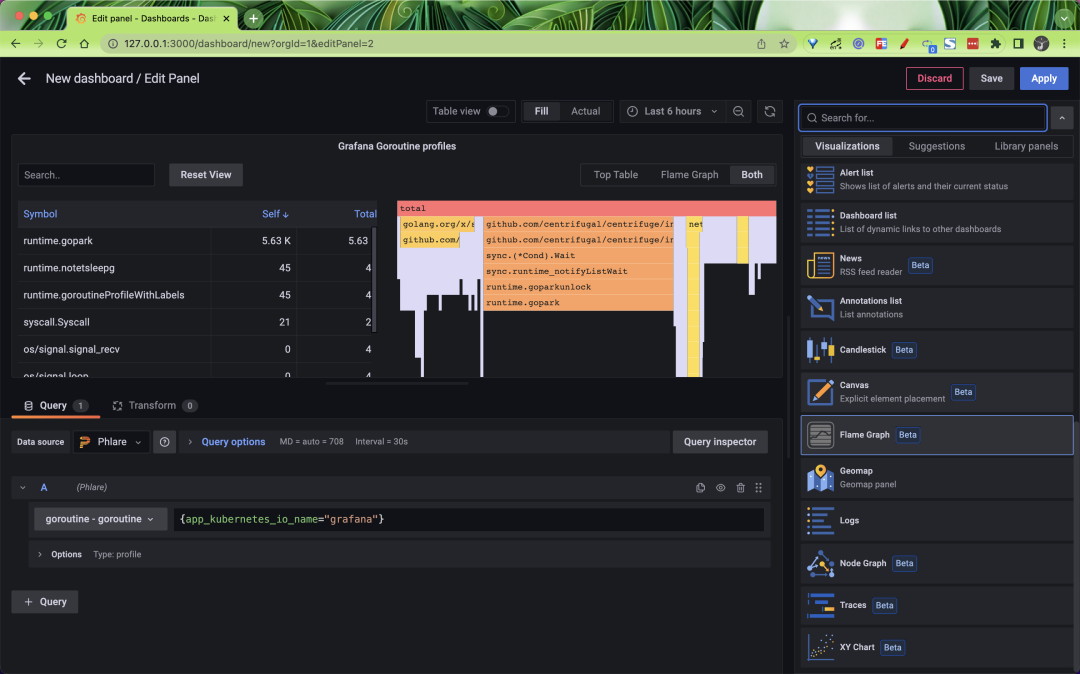 Edit panel - Dashboards - Das
127.0.0.1:3000/dashboard/new?orgId=1&editPanel=2
New dashboard / Edit Panel
Discard
Save
Apply
Table view
Fill
Actual
Last 6 hours
Search for...
Visualizations
Suggestions
Library panels
Grafana Goroutine profiles
Search..
Reset View
Top Table
Flame Graph
Both
Symbol Self ↓ Total
runtime.gopark 5.63 K 5.63
runtime.notetsleepg 45 4
runtime.goroutineProfileWithLabels 45 4
syscall.Syscall 21 2
os/signal.signal_recv 0 4
os/signal.loop 0 4
total
golang.org/x/
github.com/centrifugal/centrifuge/in
net
github.com/
github.com/centrifugal/centrifuge/in
sync.(*Cond).Wait
sync.runtime_notifyListWait
runtime.goparkunlock
runtime.gopark
Alert list
Shows list of alerts and their current status
Dashboard list
List of dynamic links to other dashboards
News
RSS feed reader
Beta
Annotations list
List annotations
Candlestick Beta
Canvas
Explicit element placement
Beta
Flame Graph Beta
Geomap
Geomap panel
Logs
Node Graph Beta
Traces Beta
XY Chart Beta
Query 1
Transform 0
Data source
Phlare
Query options
MD = auto = 708
Interval = 30s
Query inspector
A
(Phlare)
goroutine - goroutine
{app_kubernetes_io_name="grafana"}
Options
Type: profile
+ Query